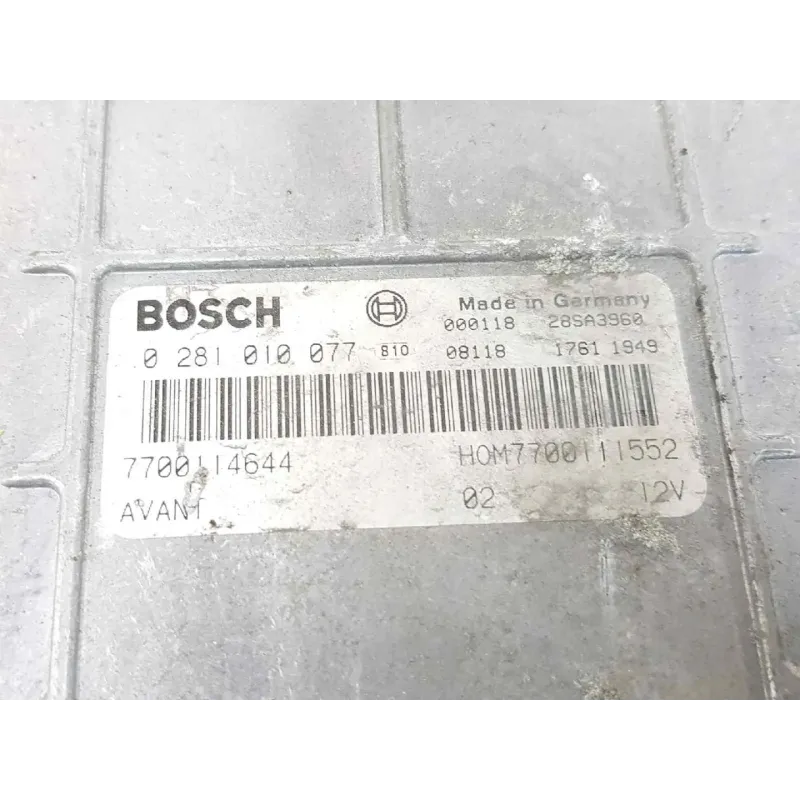 BOSCH Made in Germany
000118 28SA3960
0 281 010 077 810 08118 1761 1949
7700114644 HOM7700111552
AVANT 02 12V